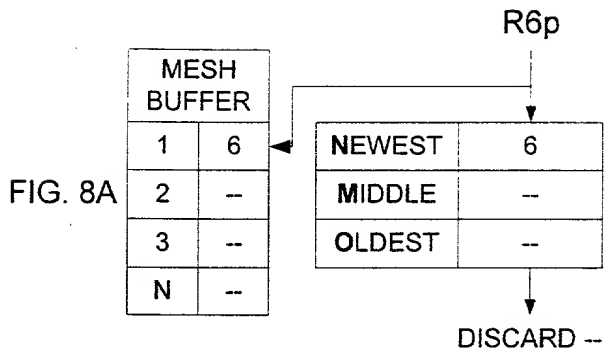 R6p
MESH
BUFFER
1 6
2 --
3 --
N --
FIG. 8A
NEWEST 6
MIDDLE --
OLDEST --
DISCARD --